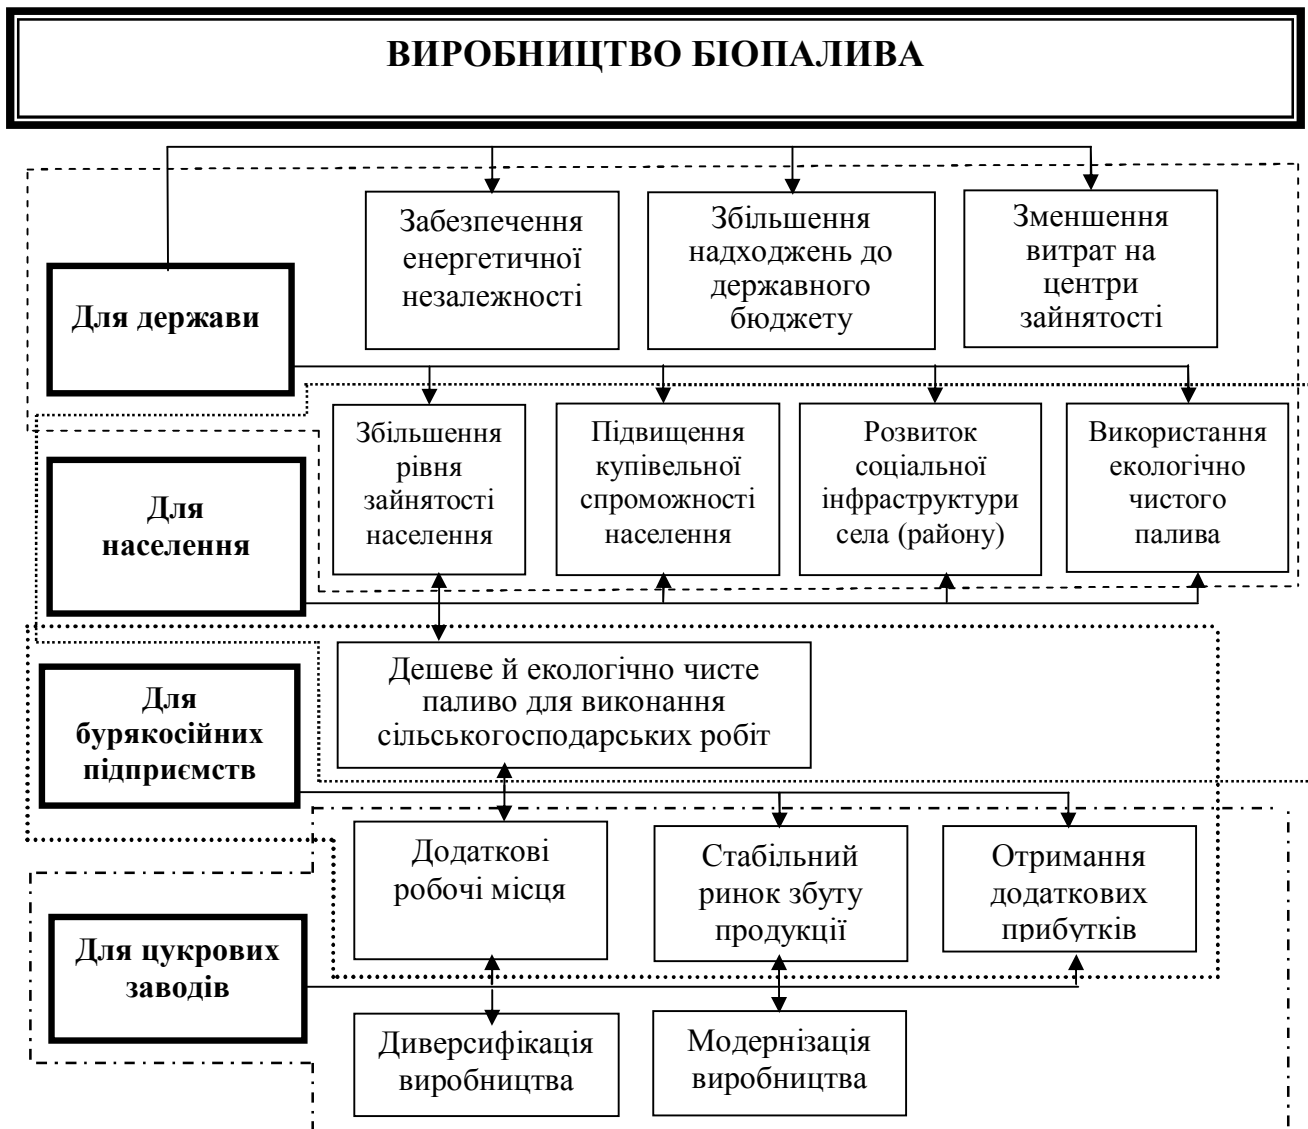 ВИРОБНИЦТВО БІОПАЛИВА
Забезпечення
енергетичної
незалежності
Збільшення
надходжень до
державного
бюджету
Зменшення
витрат на
центри
зайнятості
Для держави
Збільшення
рівня
зайнятості
населення
Підвищення
купівельної
спроможності
населення
Розвиток
соціальної
інфраструктури
села (району)
Використання
екологічно
чистого
палива
Для
населення
Дешеве й екологічно чисте
паливо для виконання
сільськогосподарських робіт
Для
бурякосійних
підприємств
Додаткові
робочі місця
Стабільний
ринок збуту
продукції
Отримання
додаткових
прибутків
Для цукрових
заводів
Диверсифікація
виробництва
Модернізація
виробництва